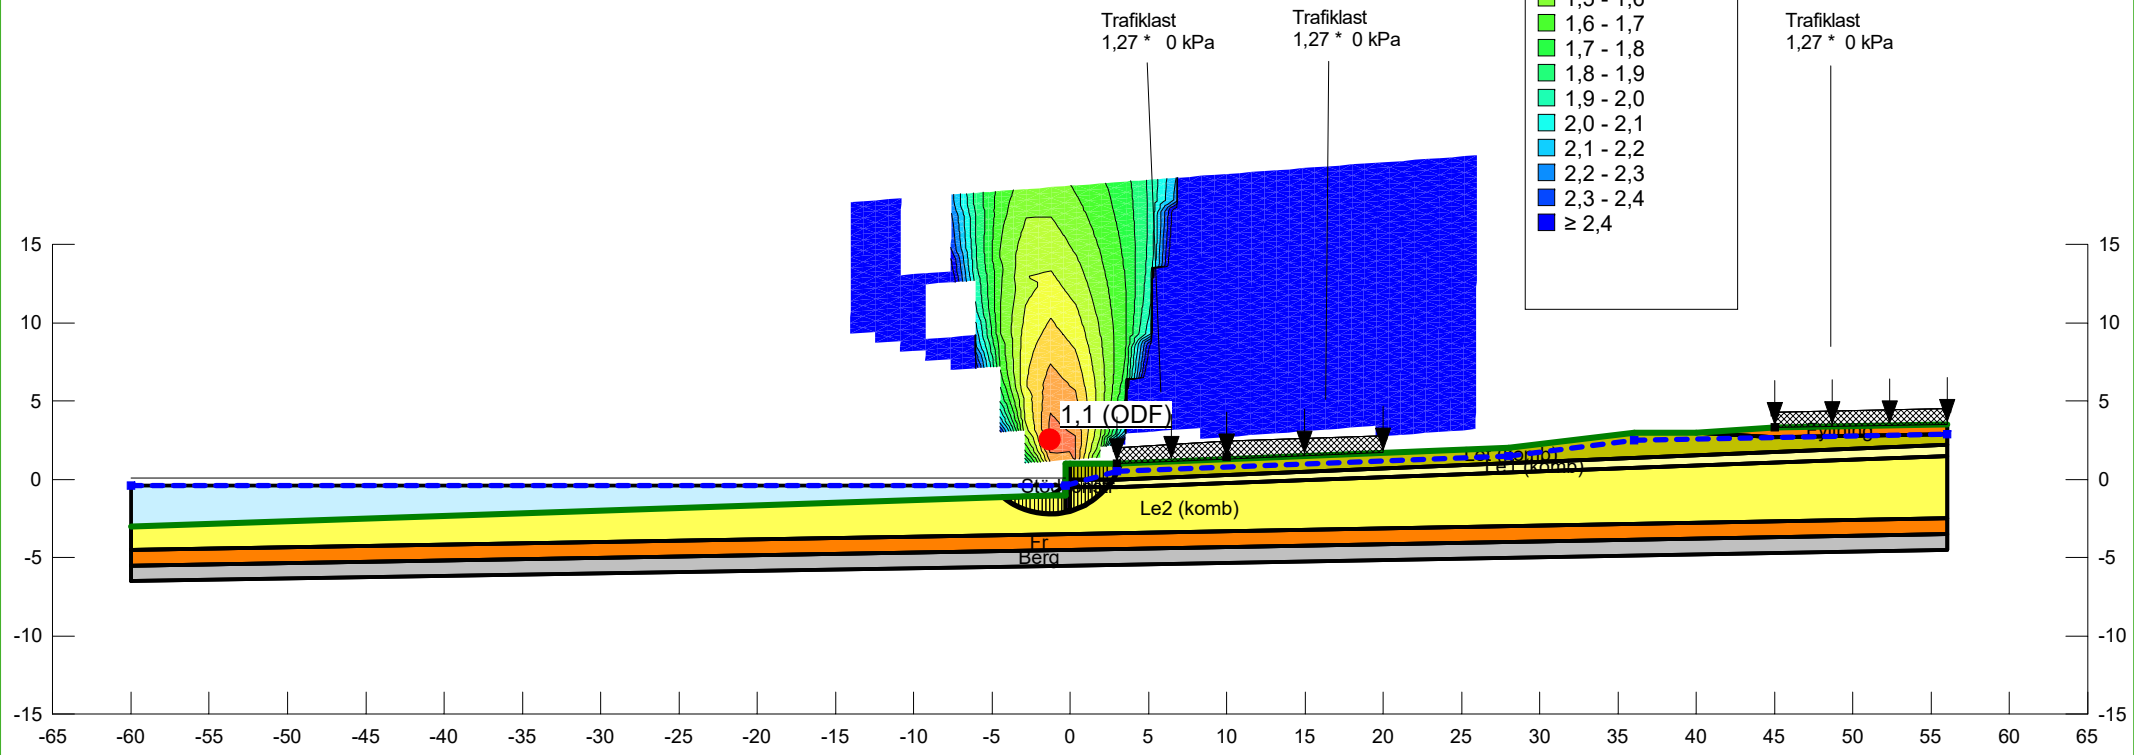 Trafiklast
1,27 * 0 kPa
Trafiklast
1,27 * 0 kPa
Trafiklast
1,27 * 0 kPa
1,6 - 1,7
1,7 - 1,8
1,8 - 1,9
1,9 - 2,0
2,0 - 2,1
2,1 - 2,2
2,2 - 2,3
2,3 - 2,4
≥ 2,4
15
10
5
0
-5
-10
-15
15
10
5
0
-5
-10
-15
1,1 (ODF)
Fyllning
Le1 (komb)
Le2 (komb)
Fr
Berg
-65 -60 -55 -50 -45 -40 -35 -30 -25 -20 -15 -10 -5 0 5 10 15 20 25 30 35 40 45 50 55 60 65